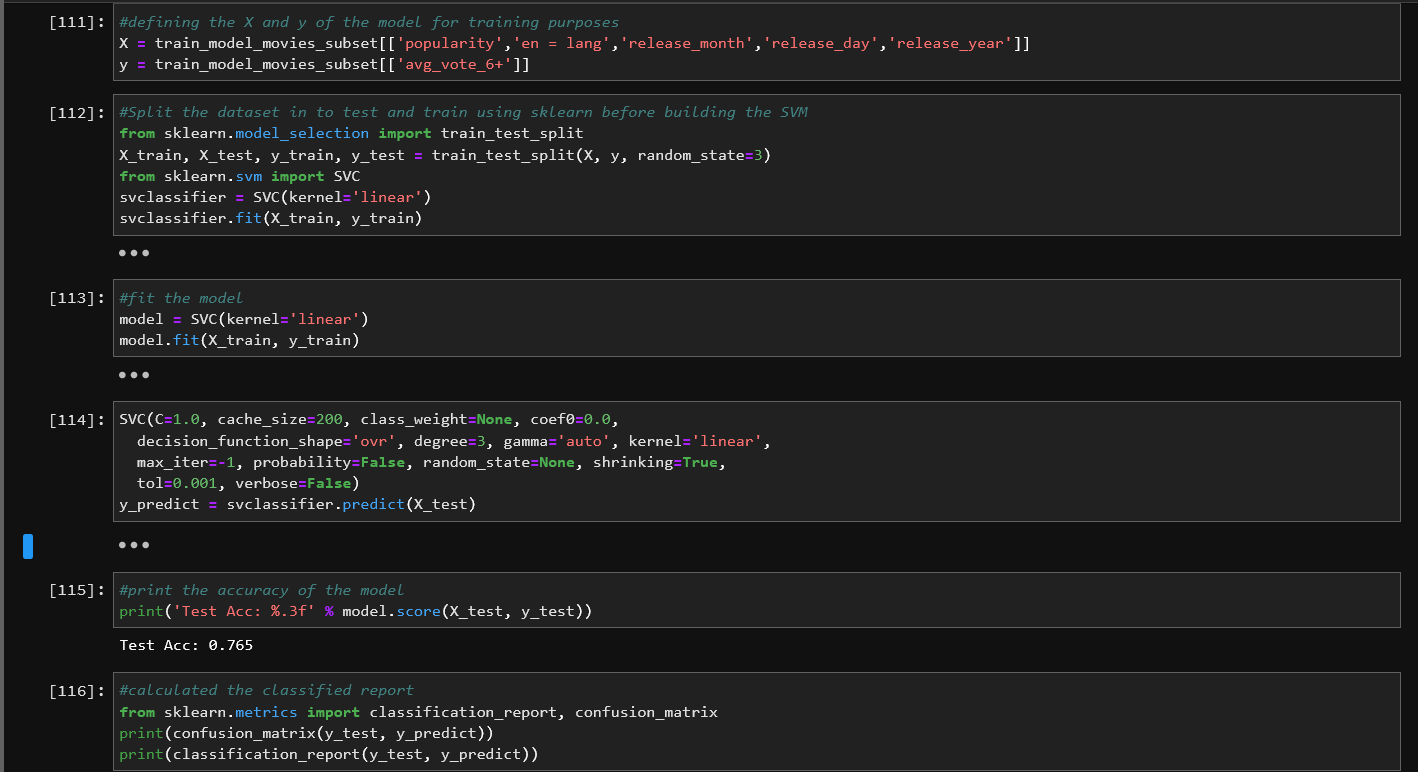 [111]: #defining the X and y of the model for training purposes
X = train_model_movies_subset[['popularity','en = lang','release_month','release_day','release_year']]
y = train_model_movies_subset[['avg_vote_6+']]
[112]: #Split the dataset in to test and train using sklearn before building the SVM
from sklearn.model_selection import train_test_split
X_train, X_test, y_train, y_test = train_test_split(X, y, random_state=3)
from sklearn.svm import SVC
svclassifier = SVC(kernel='linear')
svclassifier.fit(X_train, y_train)
[113]: #fit the model
model = SVC(kernel='linear')
model.fit(X_train, y_train)
[114]: SVC(C=1.0, cache_size=200, class_weight=None, coef0=0.0,
decision_function_shape='ovr', degree=3, gamma='auto', kernel='linear',
max_iter=-1, probability=False, random_state=None, shrinking=True,
tol=0.001, verbose=False)
y_predict = svclassifier.predict(X_test)
[115]: #print the accuracy of the model
print('Test Acc: %.3f' % model.score(X_test, y_test))
Test Acc: 0.765
[116]: #calculated the classified report
from sklearn.metrics import classification_report, confusion_matrix
print(confusion_matrix(y_test, y_predict))
print(classification_report(y_test, y_predict))